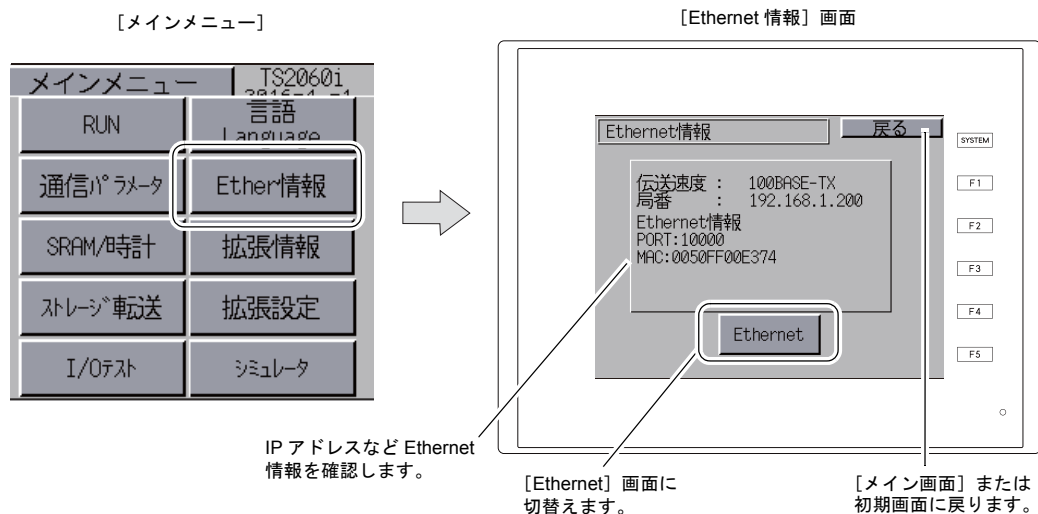 ［メインメニュー］
メインメニュー
TS2060i
2016-4 -1
RUN
言語
Language
通信パラメータ
Ether情報
SRAM/時計
拡張情報
ストレージ転送
拡張設定
I/Oテスト
シミュレータ
［Ethernet 情報］画面
Ethernet情報
戻る
伝送速度： 100BASE-TX
局番 ： 192.168.1.200
Ethernet情報
PORT:10000
MAC:0050FF00E374
Ethernet
SYSTEM
F1
F2
F3
F4
F5
IP アドレスなど Ethernet
情報を確認します。
［Ethernet］画面に
切替えます。
［メイン画面］または
初期画面に戻ります。